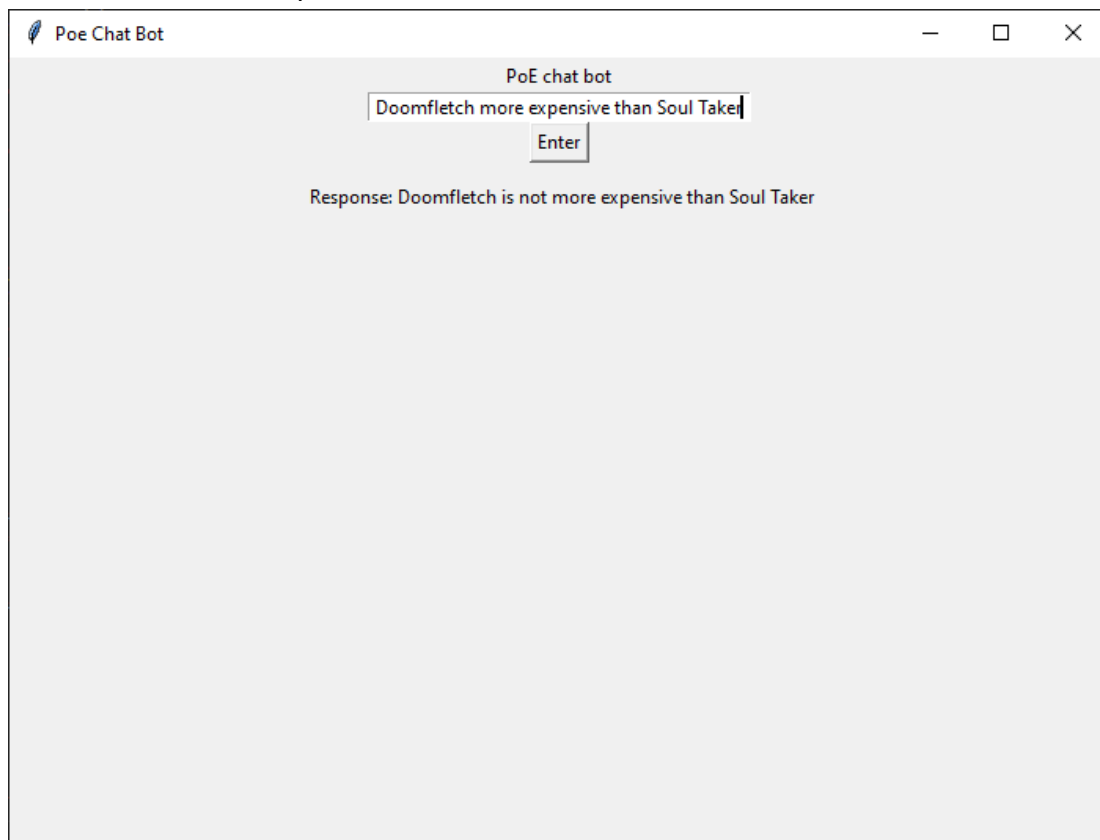 Poe Chat Bot
PoE chat bot
Doomfletch more expensive than Soul Taker
Enter
Response: Doomfletch is not more expensive than Soul Taker